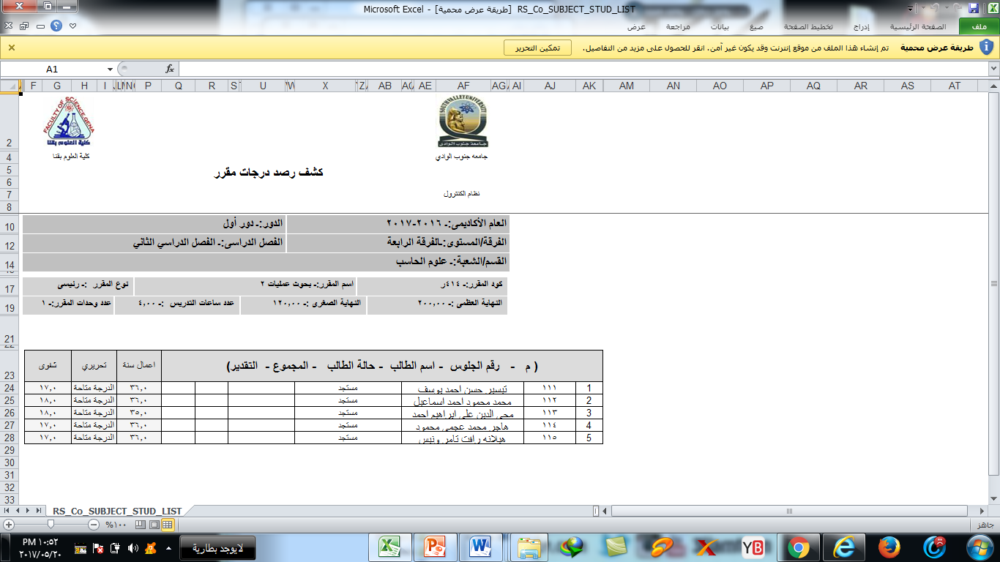 RS_Co_SUBJECT_STUD_LIST [طريقة عرض محمية] - Microsoft Excel
ملف الصفحة الرئيسية إدراج تخطيط الصفحة صيغ بيانات مراجعة عرض
طريقة عرض محمية تم إنشاء هذا الملف من موقع إنترنت وقد يكون غير آمن. انقر للحصول على مزيد من التفاصيل. تمكين التحرير
A1 fx
F G H I P Q R S U X AB AE AF AG AI AJ AK AM AN AO AP AQ AR AS AT
FACULTY OF SCIENCE QENA
كلية العلوم بقنا
SOUTH VALLEY UNIVERSITY
جامعة جنوب الوادي
2
4 جامعه جنوب الوادي كلية العلوم بقنا
5 كشف رصد درجات مقرر
6
7 نظام الكنترول
8
10 العام الأكاديمى:ـ ٢٠١٦-٢٠١٧ الدور:ـ دور أول
12 الفرقة/المستوى:ـالفرقة الرابعة الفصل الدراسى:ـ الفصل الدراسي الثاني
14 القسم/الشعبة:ـ علوم الحاسب
17 كود المقرر:ـ ٤١٤ر اسم المقرر:ـ بحوث عمليات ٢ نوع المقرر :ـ رئيسى
19 النهاية العظمى :ـ ٢٠٠,٠٠ النهاية الصغرى :ـ ١٢٠,٠٠ عدد ساعات التدريس :ـ ٤,٠٠ عدد وحدات المقرر:ـ ١
21
22
23 ( م - رقم الجلوس - اسم الطالب - حالة الطالب - المجموع - التقدير) اعمال سنة تحريري شفوى
24 1 ١١١ تيسير حسن احمد يوسف مستجد ٣٦,٠ الدرجة متاحة ١٧,٠
25 2 ١١٢ محمد محمود احمد اسماعيل مستجد ٣٦,٠ الدرجة متاحة ١٨,٠
26 3 ١١٣ محى الدين على ابراهيم احمد مستجد ٣٥,٠ الدرجة متاحة ١٨,٠
27 4 ١١٤ هاجر محمد عجمى محمود مستجد ٣٦,٠ الدرجة متاحة ١٧,٠
28 5 ١١٥ هيلانه رافت تامر ونيس مستجد ٣٦,٠ الدرجة متاحة ١٧,٠
29
30
31
32
33
RS_Co_SUBJECT_STUD_LIST
جاهز %١٠٠
YB لايوجد بطارية PM ١٠:٥٢
٢٠١٧/٠٥/٢٠